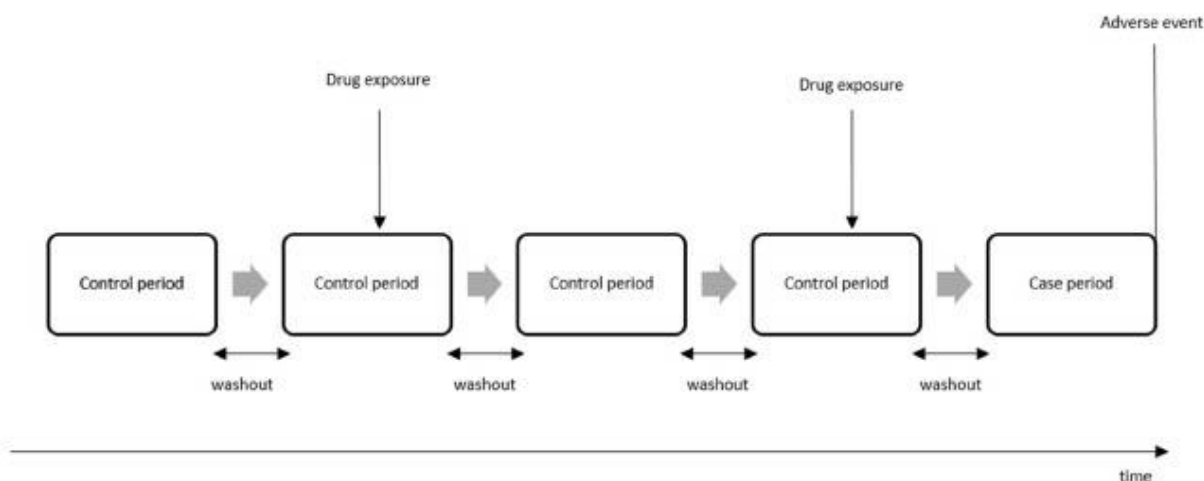 Adverse event
Drug exposure
Drug exposure
Control period
Control period
Control period
Control period
Case period
washout
washout
washout
washout
time